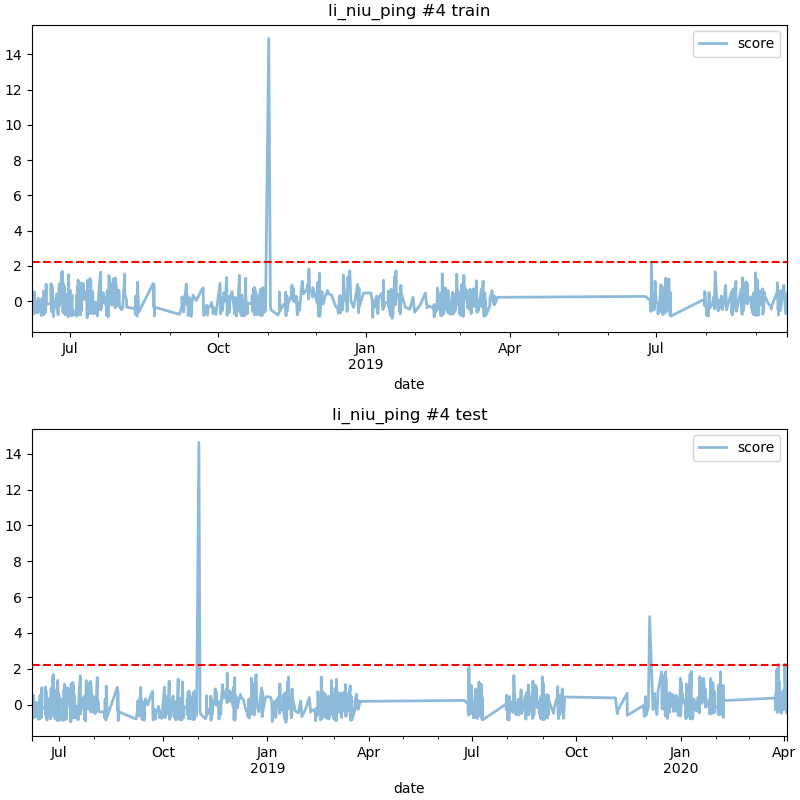 li_niu_ping #4 train
score
14
12
10
8
6
4
2
0
Jul Oct Jan Apr Jul
2019
date
li_niu_ping #4 test
score
14
12
10
8
6
4
2
0
Jul Oct Jan Apr Jul Oct Jan Apr
2019 2020
date